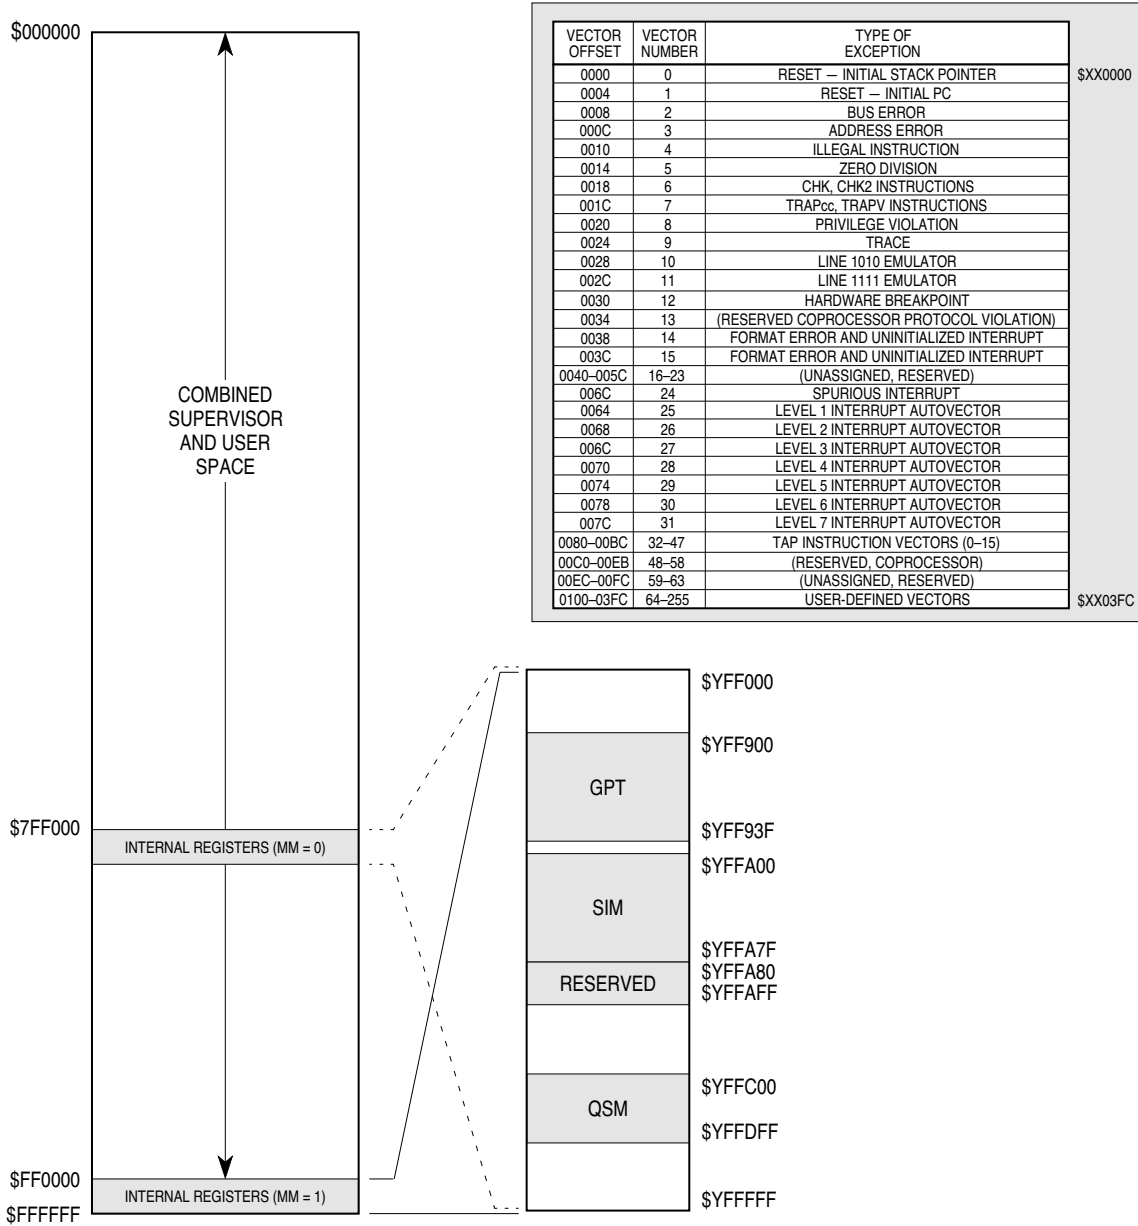 $000000
COMBINED
SUPERVISOR
AND USER
SPACE
$7FF000
INTERNAL REGISTERS (MM = 0)
$FF0000
INTERNAL REGISTERS (MM = 1)
$FFFFFF
VECTOR OFFSET VECTOR NUMBER TYPE OF EXCEPTION
0000 0 RESET — INITIAL STACK POINTER $XX0000
0004 1 RESET — INITIAL PC
0008 2 BUS ERROR
000C 3 ADDRESS ERROR
0010 4 ILLEGAL INSTRUCTION
0014 5 ZERO DIVISION
0018 6 CHK, CHK2 INSTRUCTIONS
001C 7 TRAPcc, TRAPV INSTRUCTIONS
0020 8 PRIVILEGE VIOLATION
0024 9 TRACE
0028 10 LINE 1010 EMULATOR
002C 11 LINE 1111 EMULATOR
0030 12 HARDWARE BREAKPOINT
0034 13 (RESERVED COPROCESSOR PROTOCOL VIOLATION)
0038 14 FORMAT ERROR AND UNINITIALIZED INTERRUPT
003C 15 FORMAT ERROR AND UNINITIALIZED INTERRUPT
0040–005C 16–23 (UNASSIGNED, RESERVED)
006C 24 SPURIOUS INTERRUPT
0064 25 LEVEL 1 INTERRUPT AUTOVECTOR
0068 26 LEVEL 2 INTERRUPT AUTOVECTOR
006C 27 LEVEL 3 INTERRUPT AUTOVECTOR
0070 28 LEVEL 4 INTERRUPT AUTOVECTOR
0074 29 LEVEL 5 INTERRUPT AUTOVECTOR
0078 30 LEVEL 6 INTERRUPT AUTOVECTOR
007C 31 LEVEL 7 INTERRUPT AUTOVECTOR
0080–00BC 32–47 TAP INSTRUCTION VECTORS (0–15)
00C0–00EB 48–58 (RESERVED, COPROCESSOR)
00EC–00FC 59–63 (UNASSIGNED, RESERVED)
0100–03FC 64–255 USER-DEFINED VECTORS $XX03FC
$YFF000
$YFF900
GPT
$YFF93F
$YFFA00
SIM
$YFFA7F
$YFFA80
RESERVED
$YFFAFF
$YFFC00
QSM
$YFFDFF
$YFFFFF